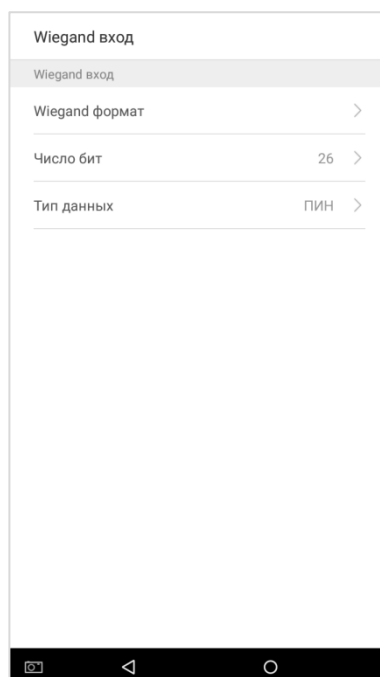 Wiegand вход
Wiegand вход
Wiegand формат
Число бит 26
Тип данных ПИН